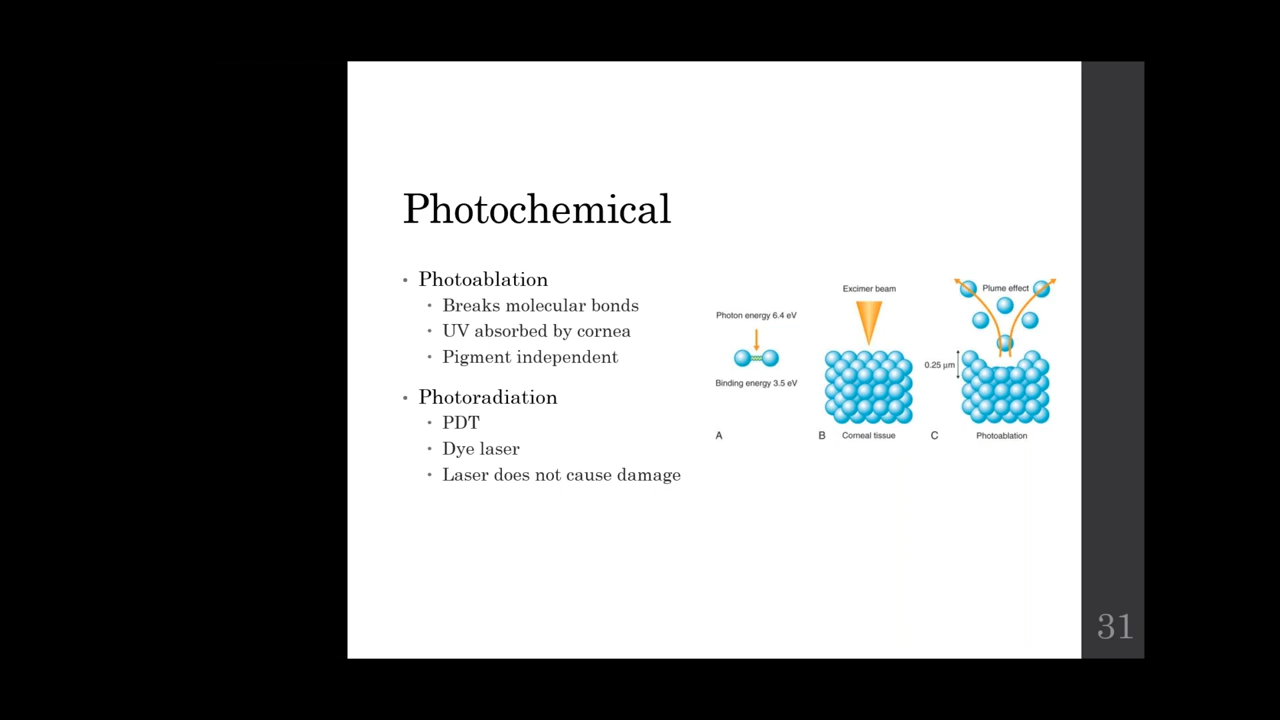 Photochemical
• Photoablation
• Breaks molecular bonds
• UV absorbed by cornea
• Pigment independent
• Photoradiation
• PDT
• Dye laser
• Laser does not cause damage
Photon energy 6.4 eV
Binding energy 3.5 eV
A
Excimer beam
B Corneal tissue
Plume effect
0.25 µm
C Photoablation
31